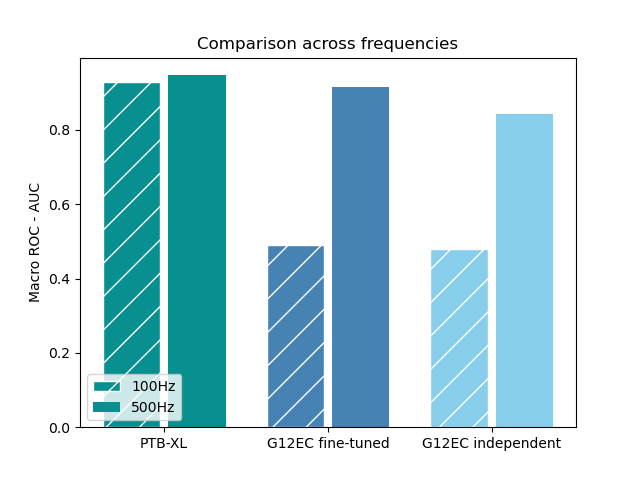 Comparison across frequencies
Macro ROC - AUC
0.8
0.6
0.4
0.2
0.0
100Hz
500Hz
PTB-XL
G12EC fine-tuned
G12EC independent